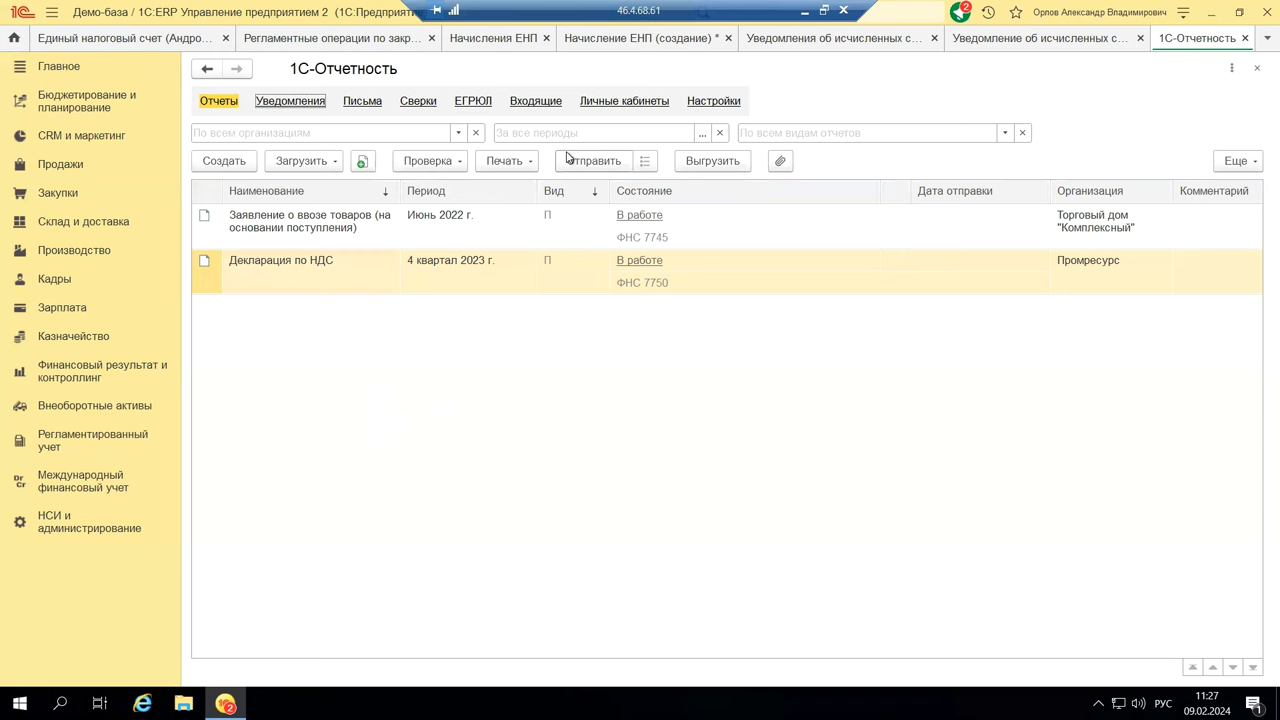 Демо-база / 1С:ERP Управление предприятием 2 (1С:Предприятие
46.4.68.61
2
Орлов Александр Владимирович
Единый налоговый счет (Андро...
Регламентные операции по закр...
Начисления ЕНП
Начисление ЕНП (создание) *
Уведомления об исчисленных с...
Уведомление об исчисленных с...
1С-Отчетность
Главное
Бюджетирование и
планирование
CRM и маркетинг
Продажи
Закупки
Склад и доставка
Производство
Кадры
Зарплата
Казначейство
Финансовый результат и
контроллинг
Внеоборотные активы
Регламентированный
учет
Международный
финансовый учет
НСИ и
администрирование
1С-Отчетность
Отчеты
Уведомления
Письма
Сверки
ЕГРЮЛ
Входящие
Личные кабинеты
Настройки
По всем организациям
За все периоды
По всем видам отчетов
Создать
Загрузить
Проверка
Печать
Отправить
Выгрузить
Еще
Наименование
Период
Вид
Состояние
Дата отправки
Организация
Комментарий
Заявление о ввозе товаров (на
основании поступления)
Июнь 2022 г.
П
В работе
ФНС 7745
Торговый дом
"Комплексный"
Декларация по НДС
4 квартал 2023 г.
П
В работе
ФНС 7750
Промресурс
2
РУС
11:27
09.02.2024
1